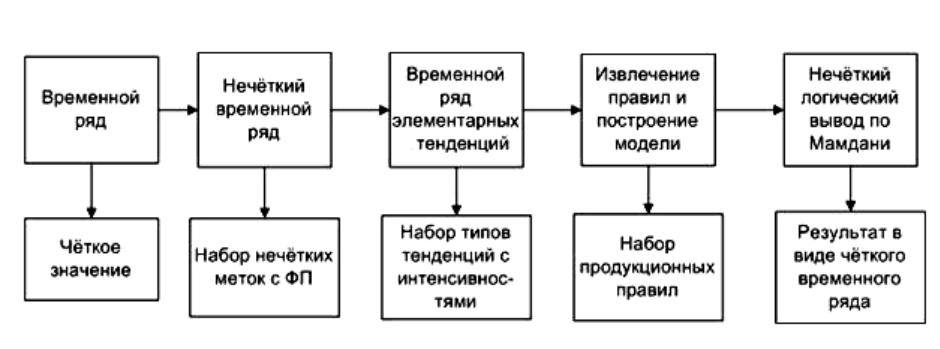 Временной
ряд
Нечёткий
временной
ряд
Временной
ряд
элементарных
тенденций
Извлечение
правил и
построение
модели
Нечёткий
логический
вывод по
Мамдани
Чёткое
значение
Набор нечётких
меток с ФП
Набор типов
тенденций с
интенсивнос-
тями
Набор
продукционных
правил
Результат в
виде чёткого
временного
ряда